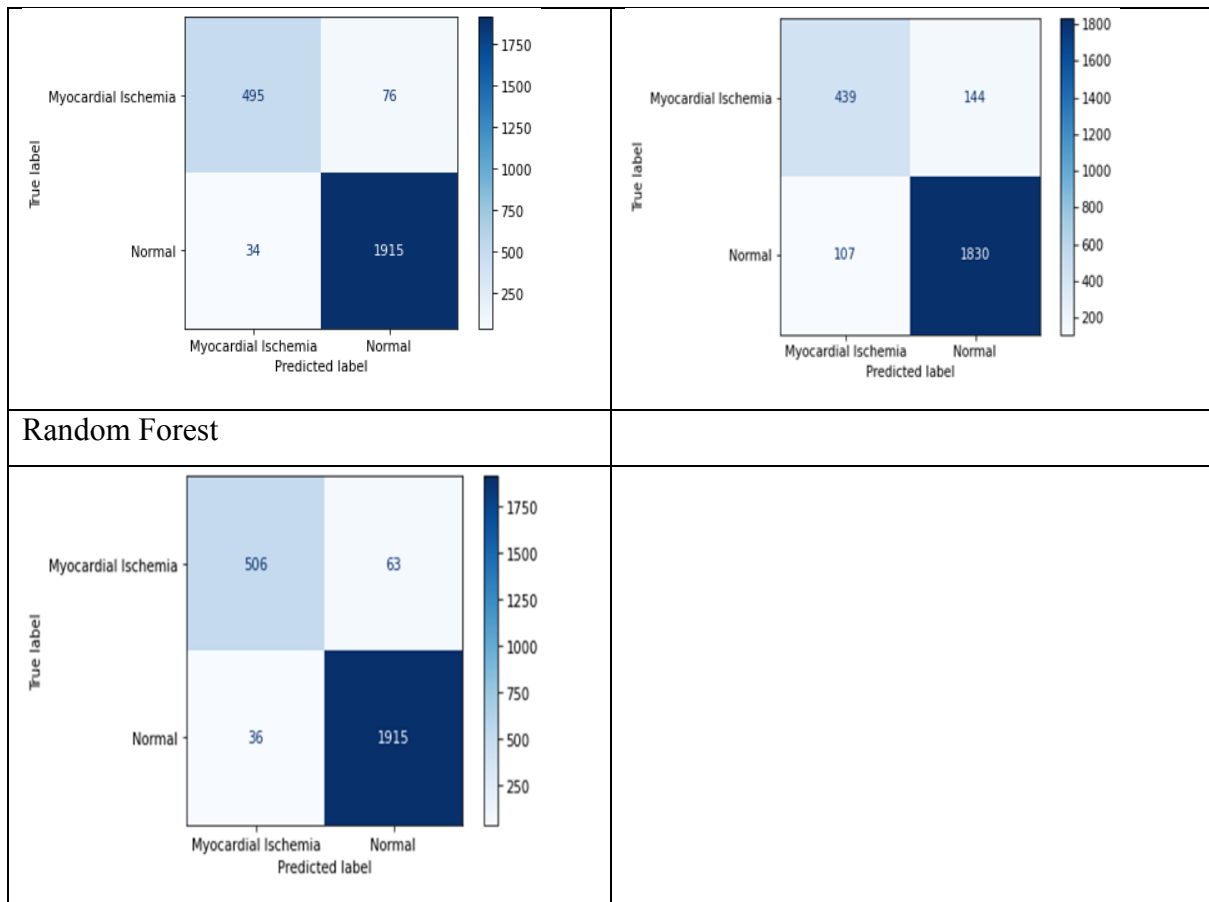 1750
Myocardial Ischemia
495
76
1500
1250
True label
1000
750
Normal
34
1915
500
250
Myocardial Ischemia
Normal
Predicted label
1800
1600
Myocardial Ischemia
439
144
1400
1200
True label
1000
800
Normal
107
1830
600
400
200
Myocardial Ischemia
Normal
Predicted label
Random Forest
1750
1500
Myocardial Ischemia
506
63
1250
1000
True label
750
Normal
36
1915
500
250
Myocardial Ischemia
Normal
Predicted label